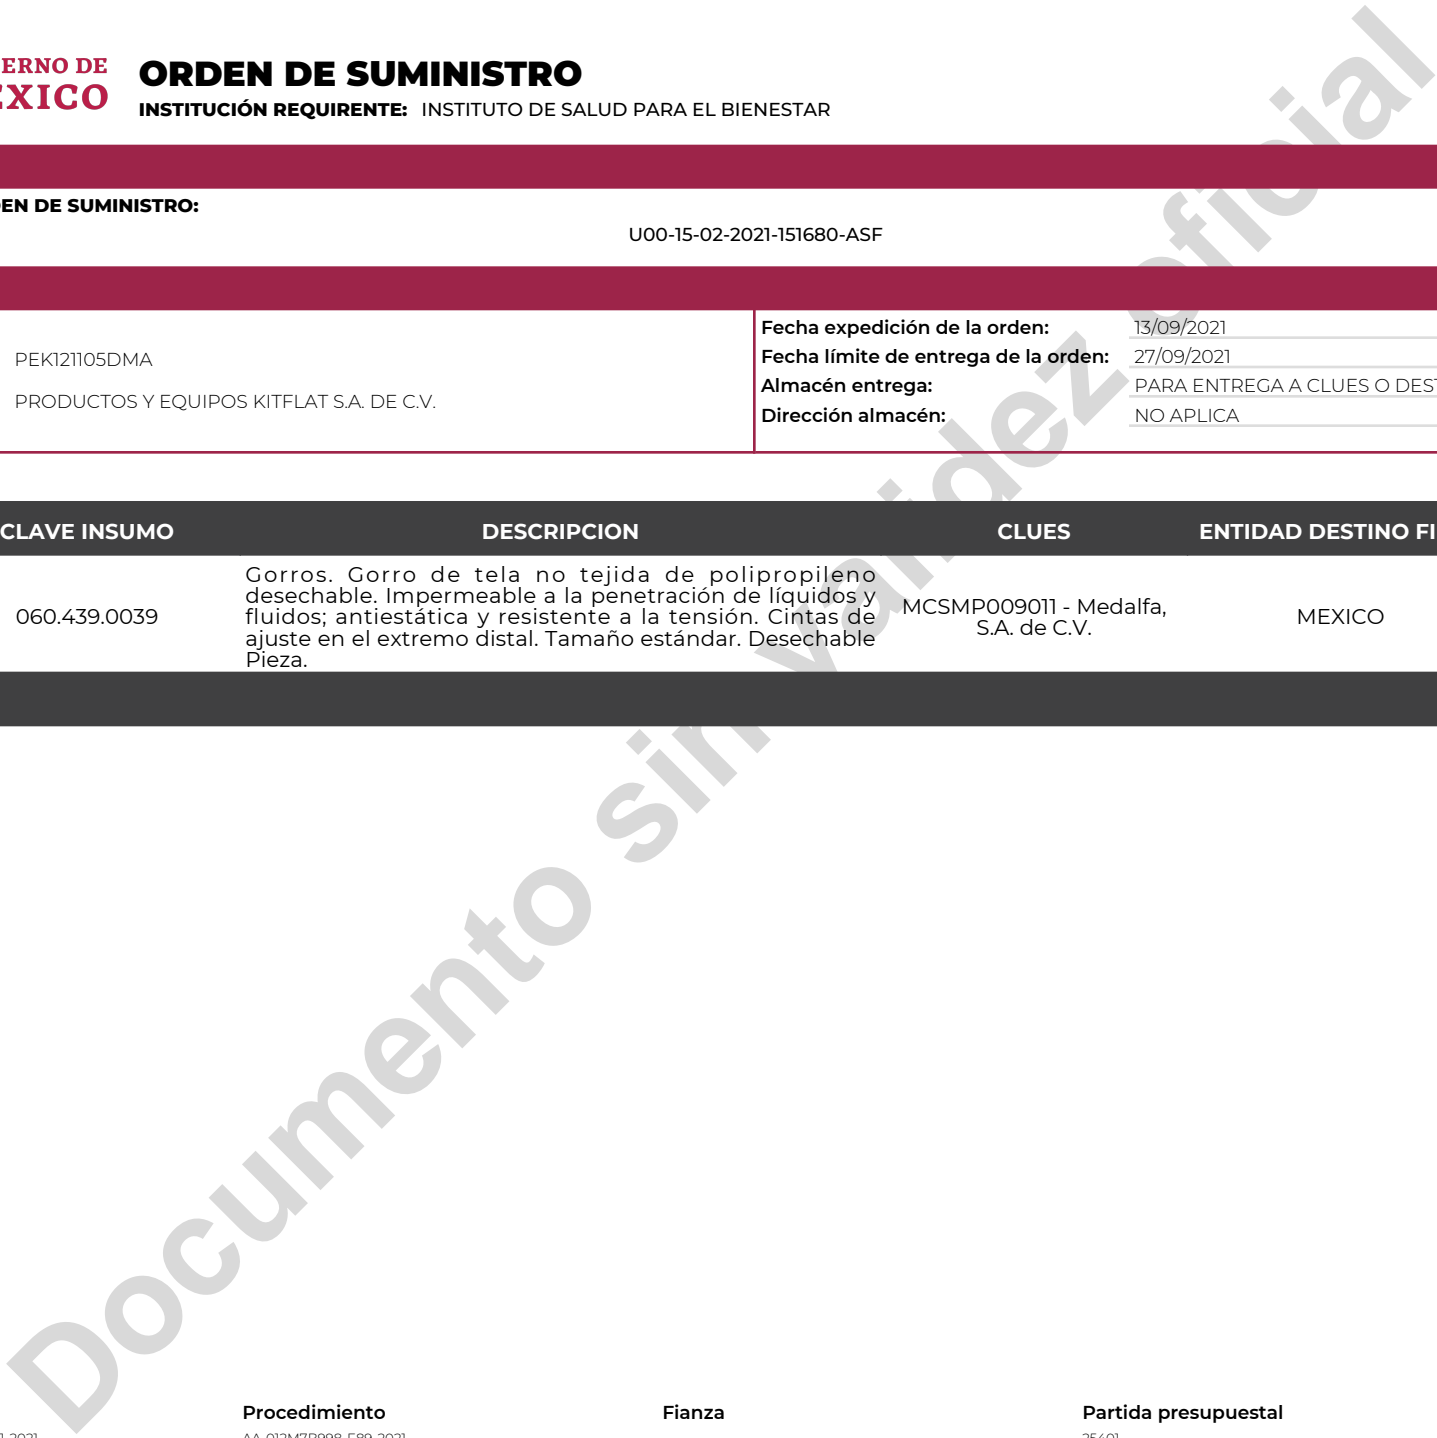 ERNO DE
EXICO
ORDEN DE SUMINISTRO
INSTITUCIÓN REQUIRENTE: INSTITUTO DE SALUD PARA EL BIENESTAR
EN DE SUMINISTRO:
U00-15-02-2021-151680-ASF
PEK121105DMA
PRODUCTOS Y EQUIPOS KITFLAT S.A. DE C.V.
Fecha expedición de la orden: 13/09/2021
Fecha límite de entrega de la orden: 27/09/2021
Almacén entrega: PARA ENTREGA A CLUES O DEST
Dirección almacén: NO APLICA
CLAVE INSUMO DESCRIPCION CLUES ENTIDAD DESTINO FI
060.439.0039
Gorros. Gorro de tela no tejida de polipropileno
desechable. Impermeable a la penetración de líquidos y
fluidos; antiestática y resistente a la tensión. Cintas de
ajuste en el extremo distal. Tamaño estándar. Desechable
Pieza.
MCSMP009011 - Medalfa,
S.A. de C.V.
MEXICO
Documento sin validez oficial
Procedimiento Fianza Partida presupuestal